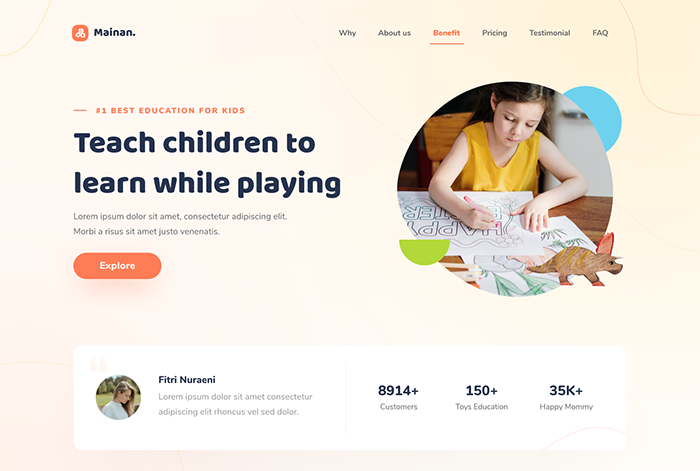 Mainan.
Why About us Benefit Pricing Testimonial FAQ
#1 BEST EDUCATION FOR KIDS
Teach children to
learn while playing
Lorem ipsum dolor sit amet, consectetur adipiscing elit.
Morbi a risus sit amet justo venenatis.
Explore
HAPPY
Fitri Nuraeni
Lorem ipsum dolor sit amet consectetur
adipiscing elit rhoncus vel sed dolor.
8914+ 150+ 35K+
Customers Toys Education Happy Mommy